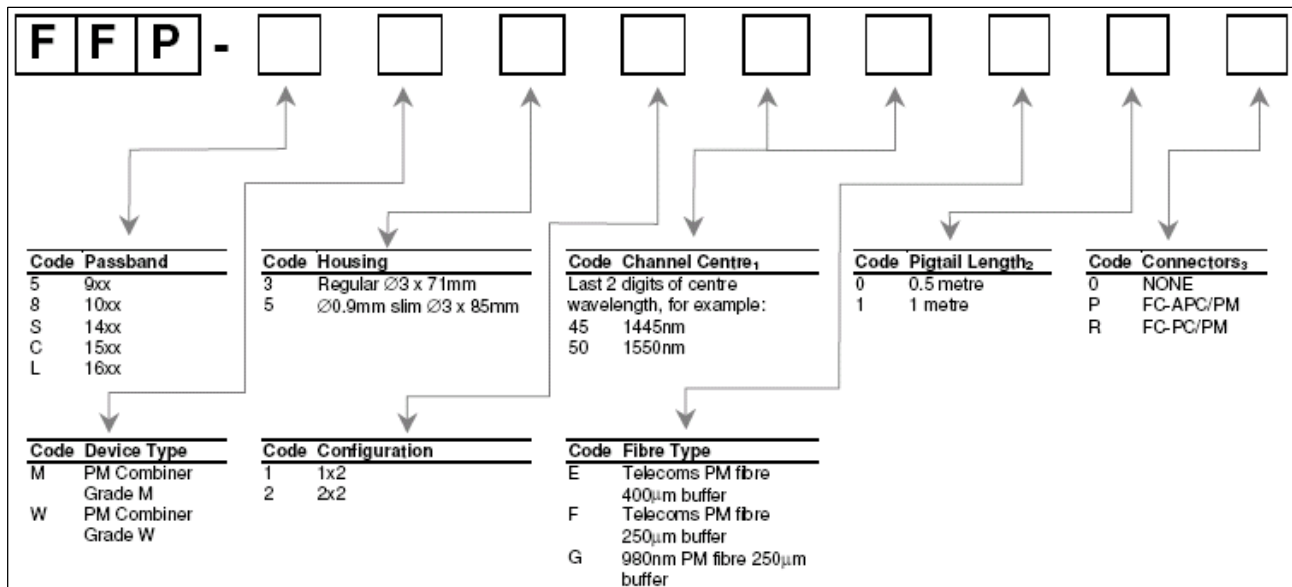 F F P -
Code Passband
5 9xx
8 10xx
S 14xx
C 15xx
L 16xx
Code Housing
3 Regular ∅3 x 71mm
5 ∅0.9mm slim ∅3 x 85mm
Code Channel Centre₁
Last 2 digits of centre
wavelength, for example:
45 1445nm
50 1550nm
Code Pigtail Length₂
0 0.5 metre
1 1 metre
Code Connectors₃
0 NONE
P FC-APC/PM
R FC-PC/PM
Code Device Type
M PM Combiner
Grade M
W PM Combiner
Grade W
Code Configuration
1 1x2
2 2x2
Code Fibre Type
E Telecoms PM fibre
400μm buffer
F Telecoms PM fibre
250μm buffer
G 980nm PM fibre 250μm
buffer